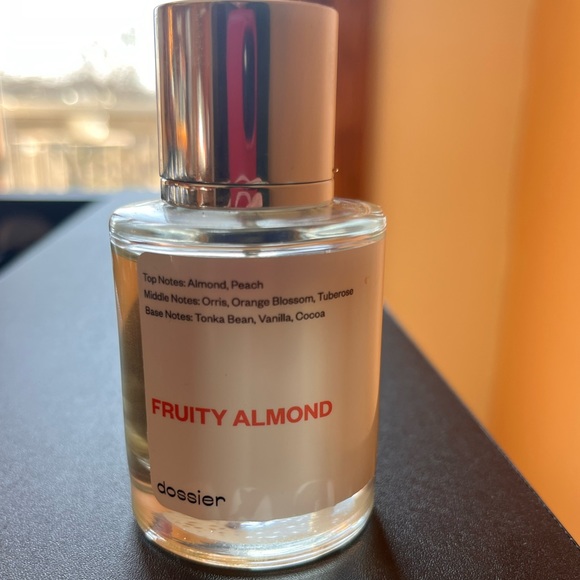 Top Notes: Almond, Peach
Middle Notes: Orris, Orange Blossom, Tuberose
Base Notes: Tonka Bean, Vanilla, Cocoa
FRUITY ALMOND
dossier